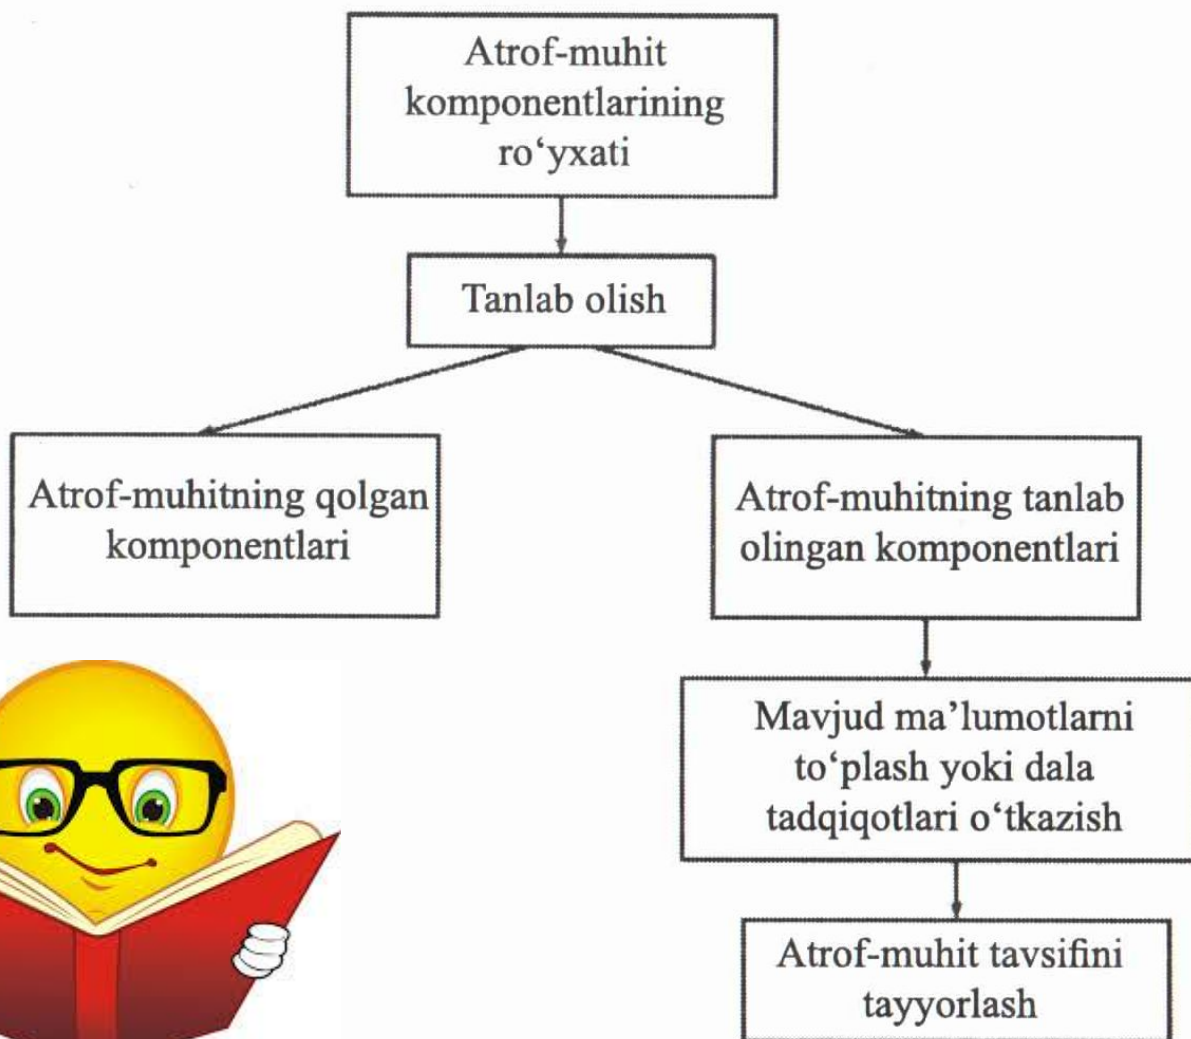 Atrof-muhit
komponentlarining
ro‘yxati
Tanlab olish
Atrof-muhitning qolgan
komponentlari
Atrof-muhitning tanlab
olingan komponentlari
Mavjud ma’lumotlarni
to‘plash yoki dala
tadqiqotlari o‘tkazish
Atrof-muhit tavsifini
tayyorlash